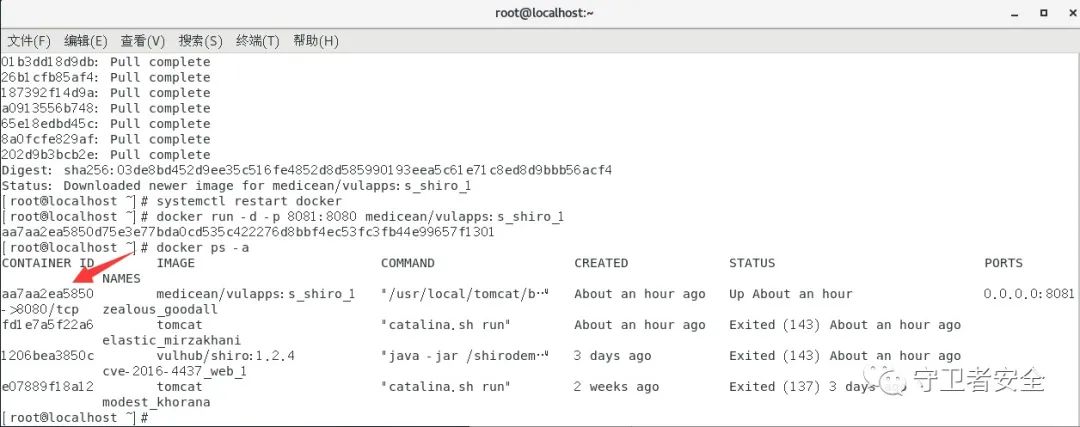 root@localhost:~
文件(F) 编辑(E) 查看(V) 搜索(S) 终端(T) 帮助(H)
01b3dd18d9db: Pull complete
26b1cfb85af4: Pull complete
187392f14d9a: Pull complete
a0913556b748: Pull complete
65e18edbd45c: Pull complete
8a0fcfe829af: Pull complete
202d9b3bcb2e: Pull complete
Digest: sha256:03de8bd452d9ee35c516fe4852d8d585990193eea5c61e71c8ed8d9bbb56acf4
Status: Downloaded newer image for medicean/vulapps:s_shiro_1
[root@localhost ~]# systemctl restart docker
[root@localhost ~]# docker run -d -p 8081:8080 medicean/vulapps:s_shiro_1
aa7aa2ea5850d75e3e77bda0cd535c422276d8bbf4ec53fc3fb44e99657f1301
[root@localhost ~]# docker ps -a
CONTAINER ID IMAGE COMMAND CREATED STATUS PORTS
NAMES
aa7aa2ea5850 medicean/vulapps:s_shiro_1 "/usr/local/tomcat/b…" About an hour ago Up About an hour 0.0.0.0:8081
->8080/tcp zealous_goodall
fd1e7a5f22a6 tomcat "catalina.sh run" About an hour ago Exited (143) About an hour ago
elastic_mirzakhani
1206bea3850c vulhub/shiro:1.2.4 "java -jar /shirodem…" 3 days ago Exited (143) About an hour ago
cve-2016-4437_web_1
e07889f18a12 tomcat "catalina.sh run" 2 weeks ago Exited (137) 3 days ago
modest_khorana
[root@localhost ~]#
守卫者安全